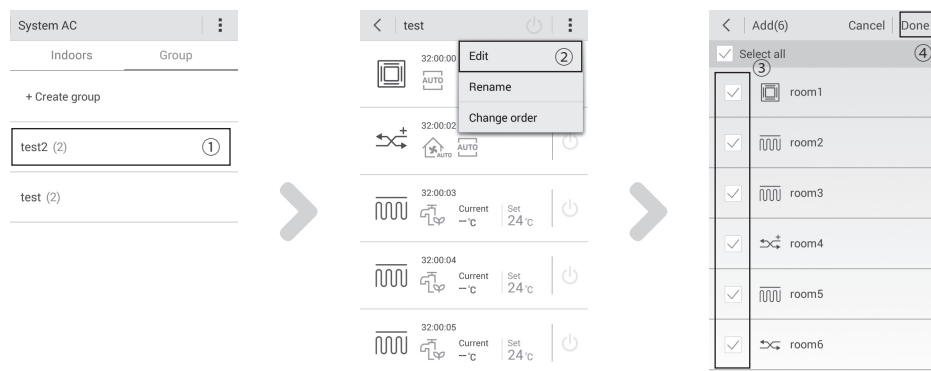 System AC
Indoors Group
+ Create group
test2 (2) ①
test (2)
test
Edit ②
Rename
Change order
32:00:00
AUTO
32:00:02
AUTO AUTO
32:00:03
Current Set
--°C 24°C
32:00:04
Current Set
--°C 24°C
32:00:05
Current Set
--°C 24°C
Add(6) Cancel Done
Select all ④
③
room1
room2
room3
room4
room5
room6